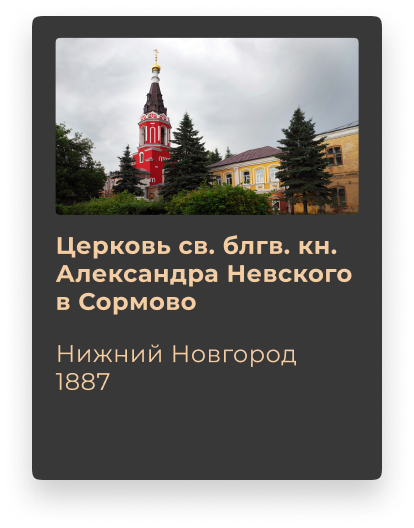 Церковь св. блгв. кн.
Александра Невского
в Сормово
Нижний Новгород
1887